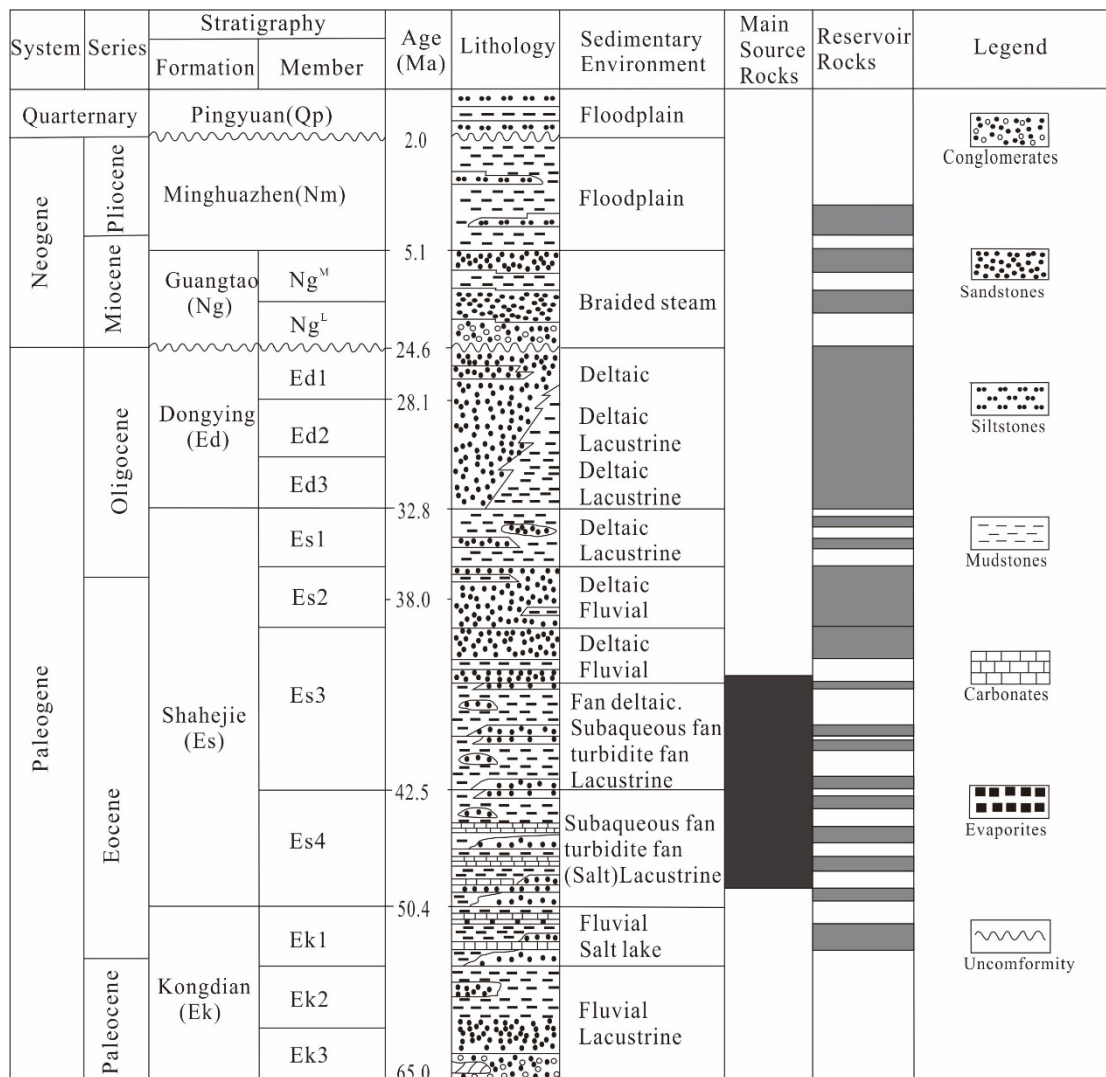 Stratigraphy
System
Series
Formation
Member
Age
(Ma)
Lithology
Sedimentary
Environment
Main
Source
Rocks
Reservoir
Rocks
Legend
Quarternary
Pingyuan(Qp)
Floodplain
2.0
Neogene
Pliocene
Minghuazhen(Nm)
Floodplain
5.1
Miocene
Guangtao
(Ng)
Ng^M
Ng^L
Braided steam
24.6
Paleogene
Oligocene
Dongying
(Ed)
Ed1
Deltaic
28.1
Ed2
Deltaic
Lacustrine
Ed3
Deltaic
Lacustrine
32.8
Shahejie
(Es)
Es1
Deltaic
Lacustrine
Eocene
Es2
38.0
Deltaic
Fluvial
Es3
Deltaic
Fluvial
Fan deltaic.
Subaqueous fan
turbidite fan
Lacustrine
42.5
Es4
Subaqueous fan
turbidite fan
(Salt)Lacustrine
50.4
Kongdian
(Ek)
Ek1
Fluvial
Salt lake
Paleocene
Ek2
Ek3
Fluvial
Lacustrine
65.0
Conglomerates
Sandstones
Siltstones
Mudstones
Carbonates
Evaporites
Uncomformity